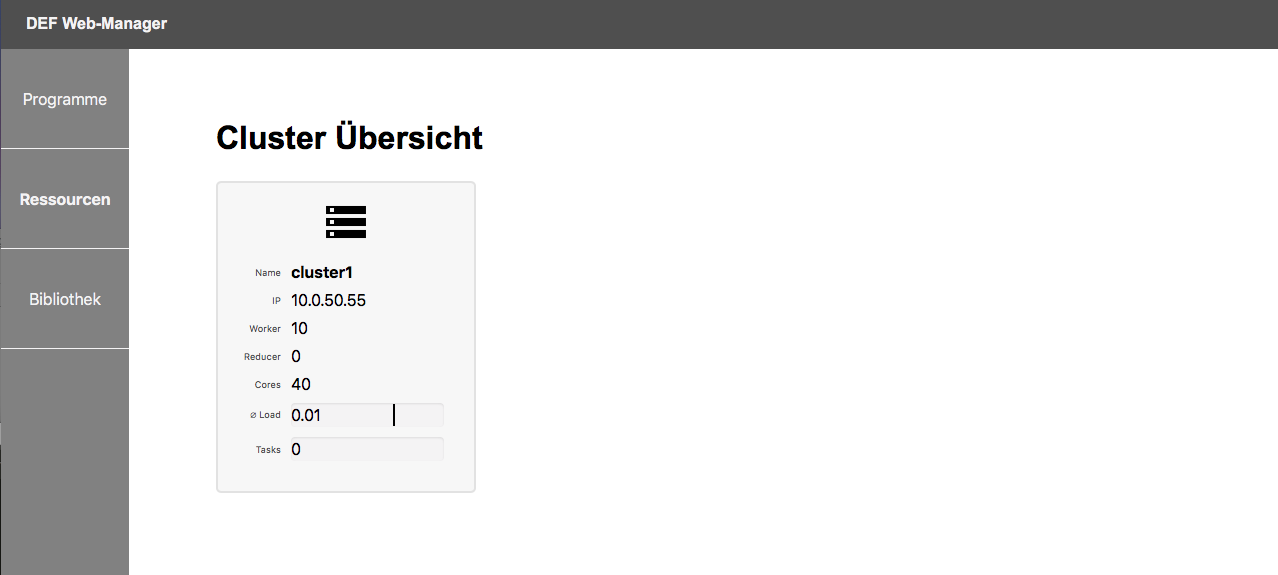 DEF Web-Manager
Programme
Ressourcen
Bibliothek
Cluster Übersicht
Name cluster1
IP 10.0.50.55
Worker 10
Reducer 0
Cores 40
⌀ Load 0.01
Tasks 0